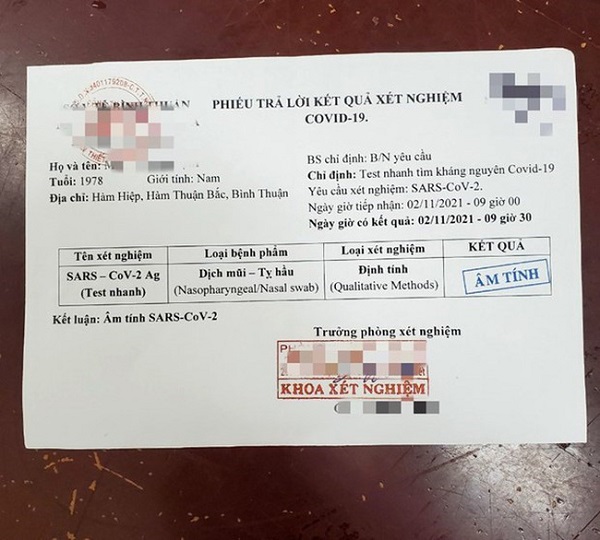 SỞ Y TẾ BÌNH THUẬN
PHIẾU TRẢ LỜI KẾT QUẢ XÉT NGHIỆM
COVID-19.
Họ và tên:
Tuổi: 1978 Giới tính: Nam
Địa chỉ: Hàm Hiệp, Hàm Thuận Bắc, Bình Thuận
BS chỉ định: B/N yêu cầu
Chỉ định: Test nhanh tìm kháng nguyên Covid-19
Yêu cầu xét nghiệm: SARS-CoV-2.
Ngày giờ tiếp nhận: 02/11/2021 - 09 giờ 00
Ngày giờ có kết quả: 02/11/2021 - 09 giờ 30
Tên xét nghiệm Loại bệnh phẩm Loại xét nghiệm KẾT QUẢ
SARS – CoV-2 Ag Dịch mũi – Tỵ hầu Định tính ÂM TÍNH
(Test nhanh) (Nasopharyngeal/Nasal swab) (Qualitative Methods)
Kết luận: Âm tính SARS-CoV-2
Trưởng phòng xét nghiệm
KHOA XÉT NGHIỆM